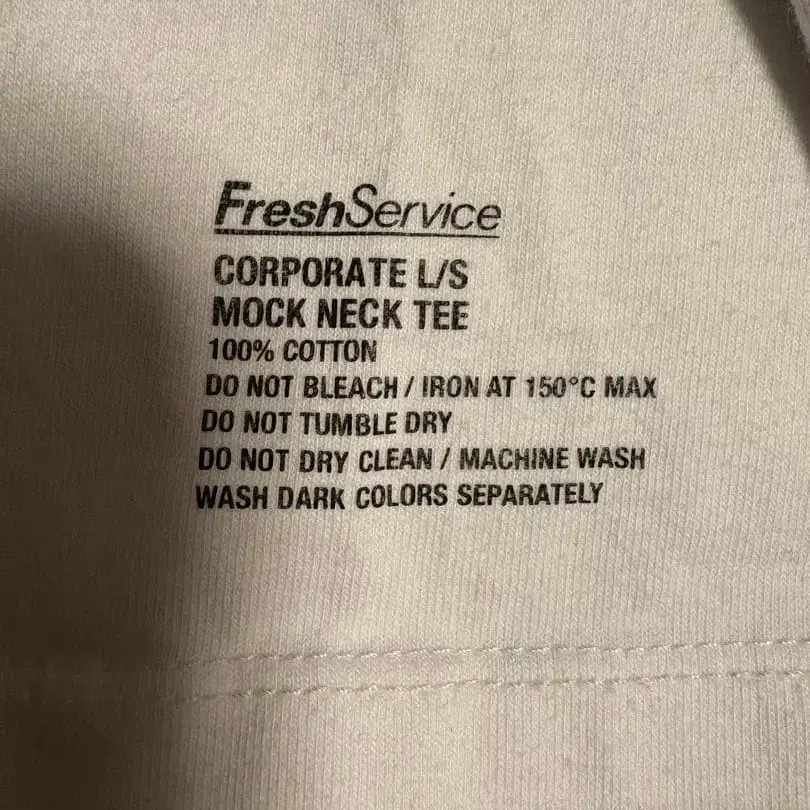 FreshService
CORPORATE L/S
MOCK NECK TEE
100% COTTON
DO NOT BLEACH / IRON AT 150°C MAX
DO NOT TUMBLE DRY
DO NOT DRY CLEAN / MACHINE WASH
WASH DARK COLORS SEPARATELY